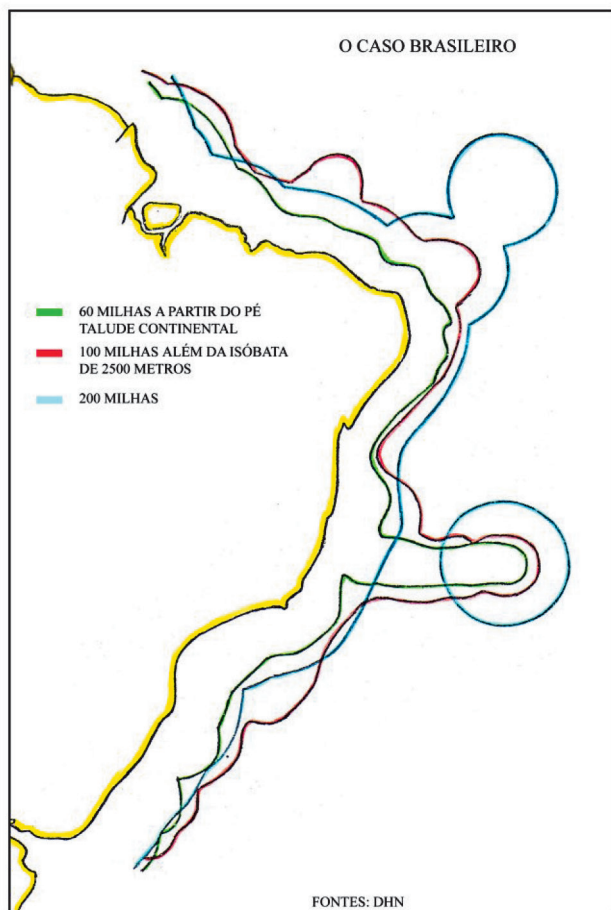 O CASO BRASILEIRO
60 MILHAS A PARTIR DO PÉ
TALUDE CONTINENTAL
100 MILHAS ALÉM DA ISÓBATA
DE 2500 METROS
200 MILHAS
FONTES: DHN